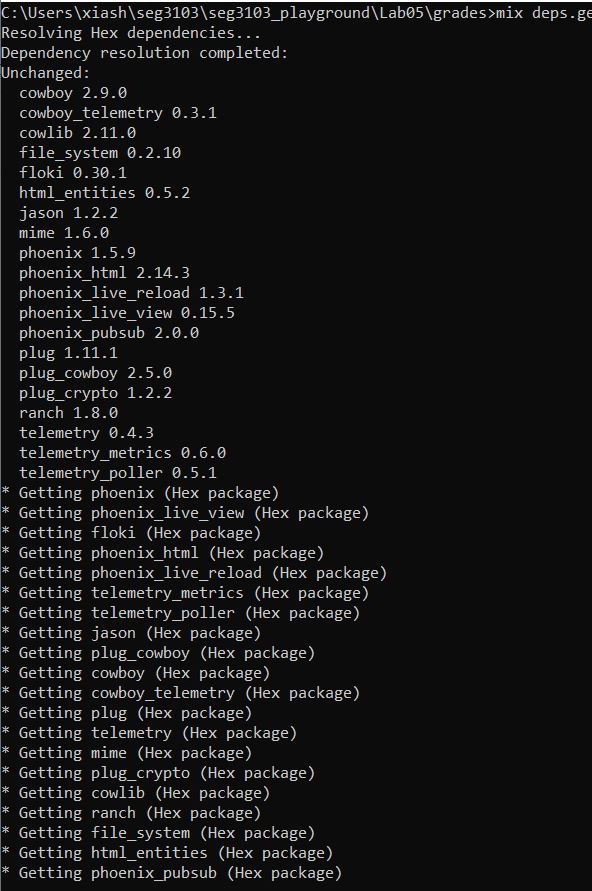 C:\Users\xiash\seg3103\seg3103_playground\Lab05\grades>mix deps.ge
Resolving Hex dependencies...
Dependency resolution completed:
Unchanged:
  cowboy 2.9.0
  cowboy_telemetry 0.3.1
  cowlib 2.11.0
  file_system 0.2.10
  floki 0.30.1
  html_entities 0.5.2
  jason 1.2.2
  mime 1.6.0
  phoenix 1.5.9
  phoenix_html 2.14.3
  phoenix_live_reload 1.3.1
  phoenix_live_view 0.15.5
  phoenix_pubsub 2.0.0
  plug 1.11.1
  plug_cowboy 2.5.0
  plug_crypto 1.2.2
  ranch 1.8.0
  telemetry 0.4.3
  telemetry_metrics 0.6.0
  telemetry_poller 0.5.1
* Getting phoenix (Hex package)
* Getting phoenix_live_view (Hex package)
* Getting floki (Hex package)
* Getting phoenix_html (Hex package)
* Getting phoenix_live_reload (Hex package)
* Getting telemetry_metrics (Hex package)
* Getting telemetry_poller (Hex package)
* Getting jason (Hex package)
* Getting plug_cowboy (Hex package)
* Getting cowboy (Hex package)
* Getting cowboy_telemetry (Hex package)
* Getting plug (Hex package)
* Getting telemetry (Hex package)
* Getting mime (Hex package)
* Getting plug_crypto (Hex package)
* Getting cowlib (Hex package)
* Getting ranch (Hex package)
* Getting file_system (Hex package)
* Getting html_entities (Hex package)
* Getting phoenix_pubsub (Hex package)